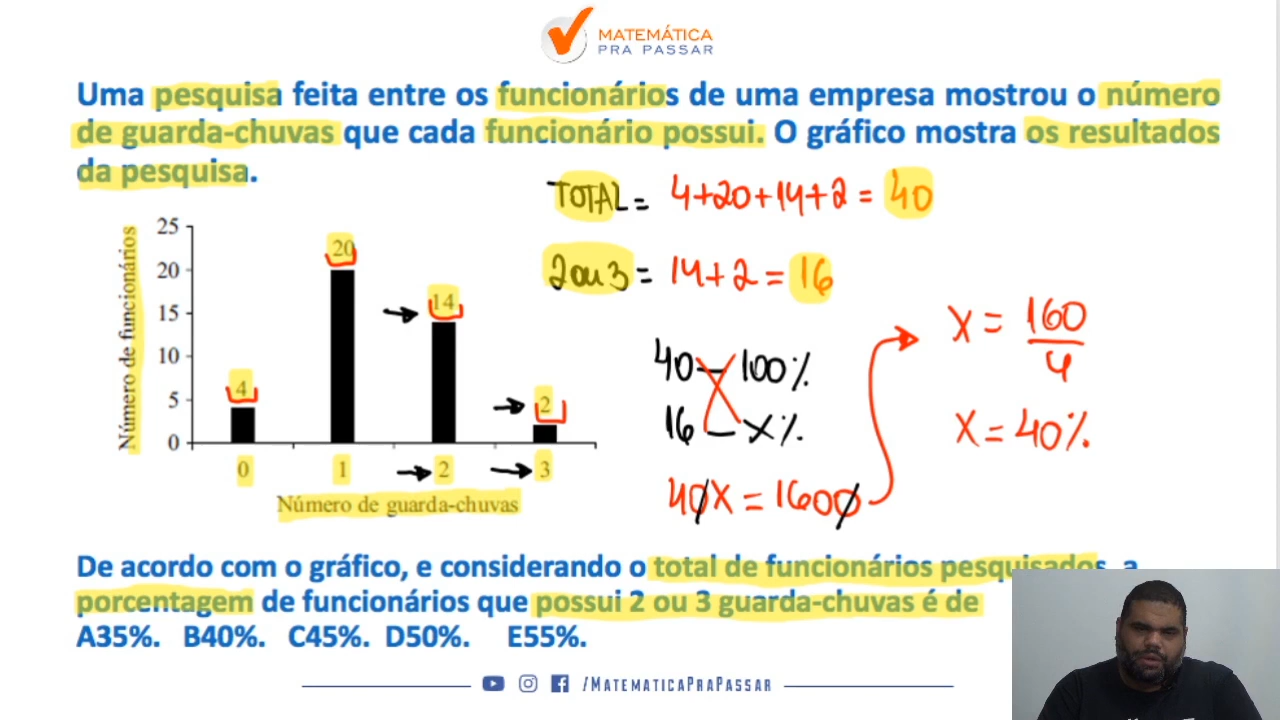 MATEMÁTICA
PRA PASSAR
Uma pesquisa feita entre os funcionários de uma empresa mostrou o número
de guarda-chuvas que cada funcionário possui. O gráfico mostra os resultados
da pesquisa.
TOTAL = 4+20+14+2 = 40
2 ou 3 = 14+2 = 16
40 — 100%
16 — X%
40X = 1600
X = 160/4
X = 40%
Número de funcionários
25
20
15
10
5
0
4
20
14
2
0 1 2 3
Número de guarda-chuvas
De acordo com o gráfico, e considerando o total de funcionários pesquisados, a
porcentagem de funcionários que possui 2 ou 3 guarda-chuvas é de
A35%. B40%. C45%. D50%. E55%.
/MATEMATICAPRAPASSAR